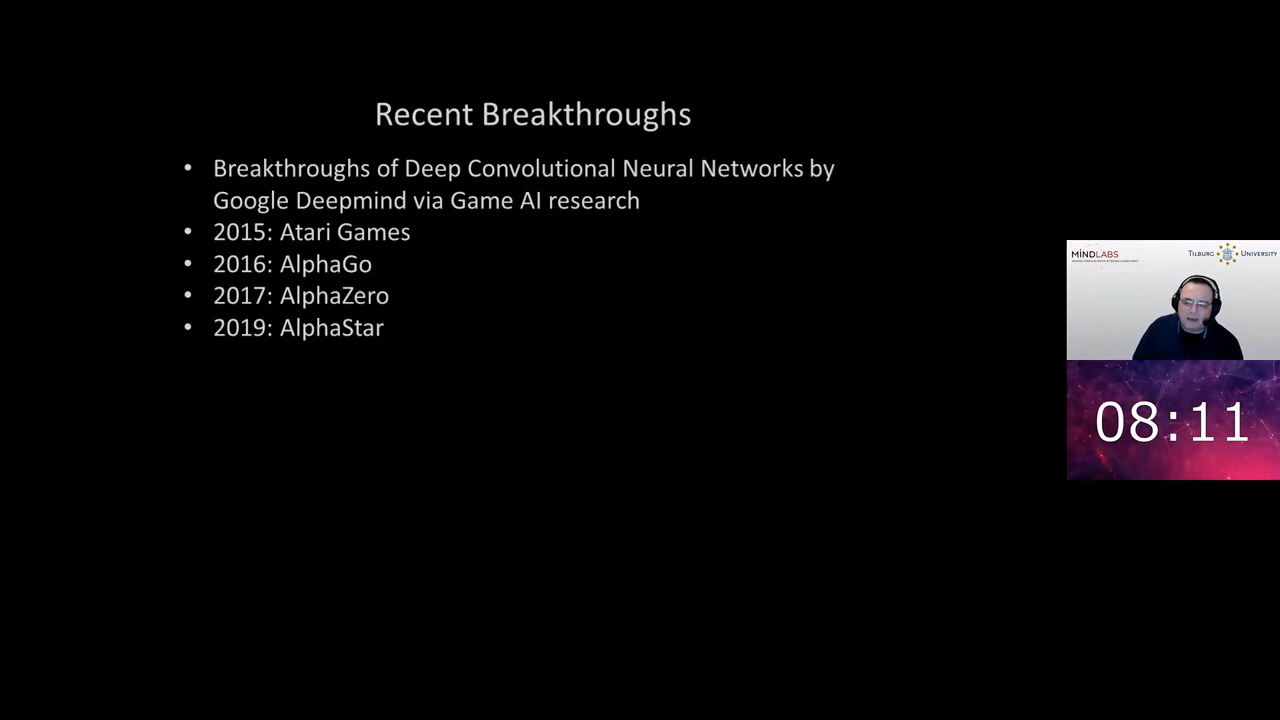 Recent Breakthroughs
• Breakthroughs of Deep Convolutional Neural Networks by
Google Deepmind via Game AI research
• 2015: Atari Games
• 2016: AlphaGo
• 2017: AlphaZero
• 2019: AlphaStar
MINDLABS
TILBURG UNIVERSITY
08:11